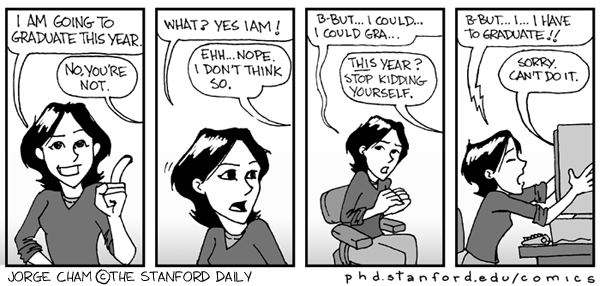 I AM GOING TO
GRADUATE THIS YEAR.
NO, YOU'RE
NOT.
WHAT? YES I AM!
EHH... NOPE.
I DON'T THINK
SO.
B-BUT... I COULD...
I COULD GRA...
THIS YEAR?
STOP KIDDING
YOURSELF.
B-BUT... I... I HAVE
TO GRADUATE!!
SORRY.
CAN'T DO IT.
JORGE CHAM ©THE STANFORD DAILY
phd.stanford.edu/comics